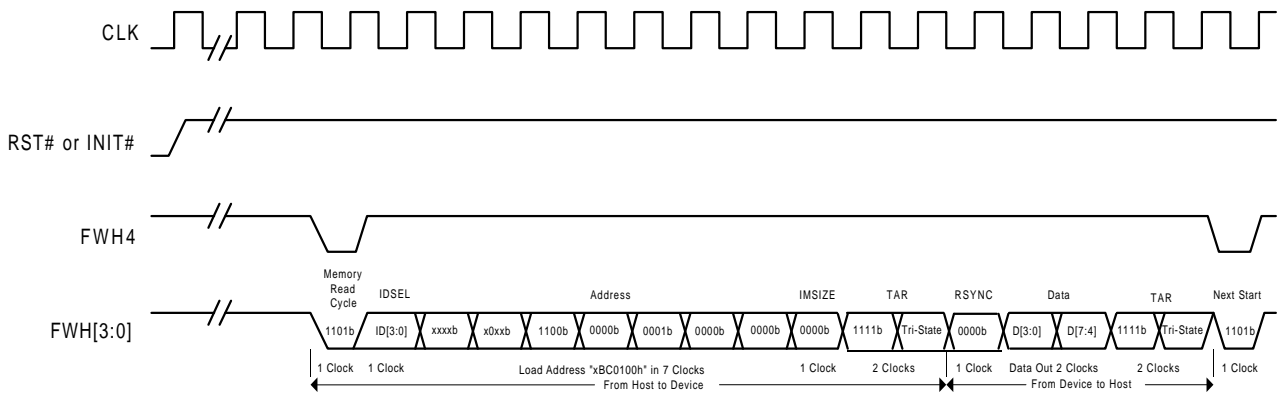 CLK
RST# or INIT#
FWH4
Memory
Read
Cycle
IDSEL Address IMSIZE TAR RSYNC Data TAR Next Start
FWH[3:0]
1101b ID[3:0] xxxxb x0xxb 1100b 0000b 0001b 0000b 0000b 0000b 1111b Tri-State 0000b D[3:0] D[7:4] 1111b Tri-State 1101b
1 Clock 1 Clock Load Address "xBC0100h" in 7 Clocks 1 Clock 2 Clocks 1 Clock Data Out 2 Clocks 2 Clocks 1 Clock
From Host to Device From Device to Host